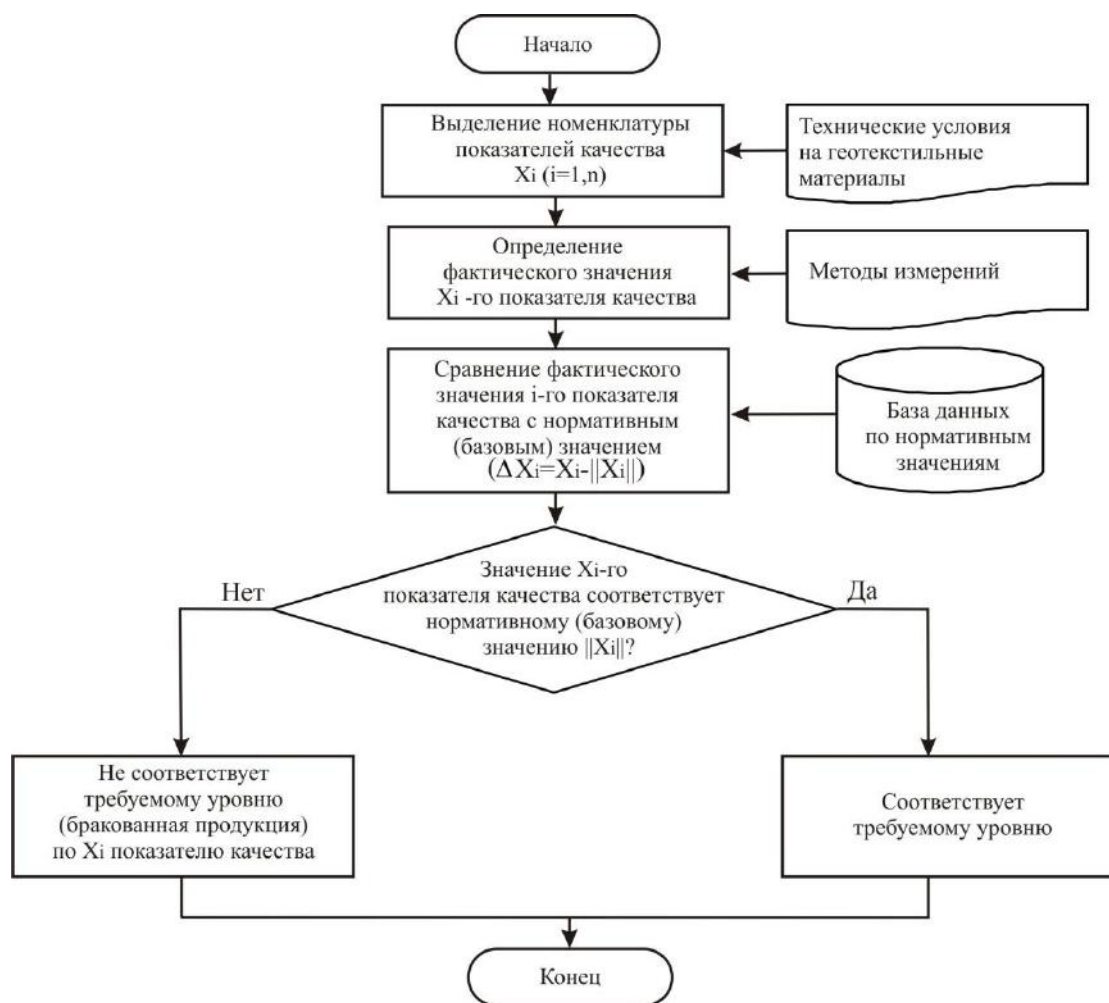 Начало
Выделение номенклатуры
показателей качества
Xi (i=1,n)
Технические условия
на геотекстильные
материалы
Определение
фактического значения
Xi -го показателя качества
Методы измерений
Сравнение фактического
значения i-го показателя
качества с нормативным
(базовым) значением
(ΔXi=Xi-||Xi||)
База данных
по нормативным
значениям
Значение Xi-го
показателя качества соответствует
нормативному (базовому)
значению ||Xi||?
Нет
Да
Не соответствует
требуемому уровню
(бракованная продукция)
по Xi показателю качества
Соответствует
требуемому уровню
Конец